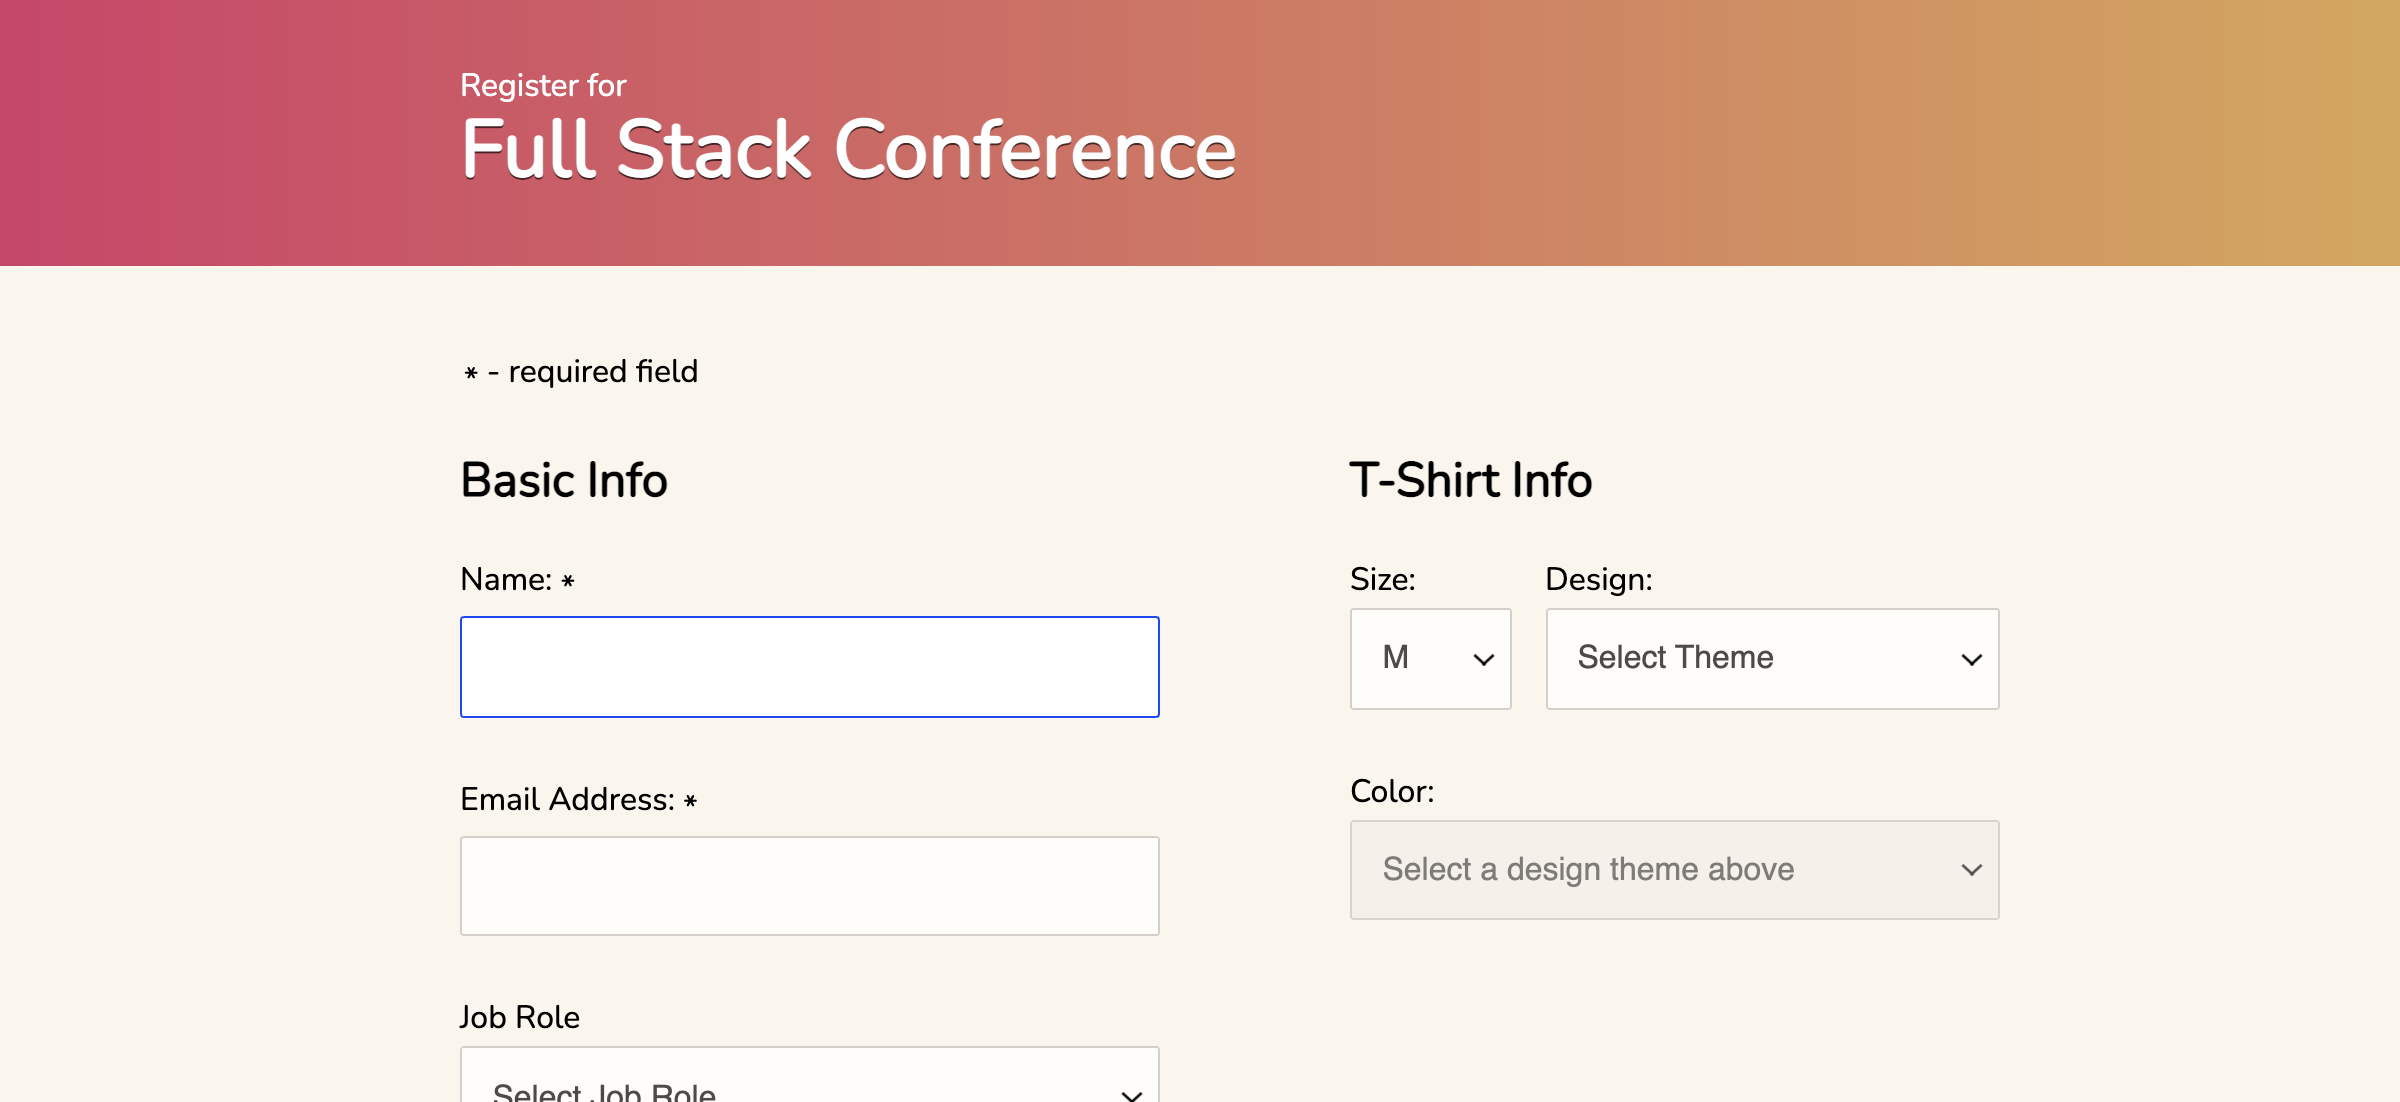 Register for
Full Stack Conference
* - required field
Basic Info
Name: *
Email Address: *
Job Role
Select Job Role
T-Shirt Info
Size:
M
Design:
Select Theme
Color:
Select a design theme above